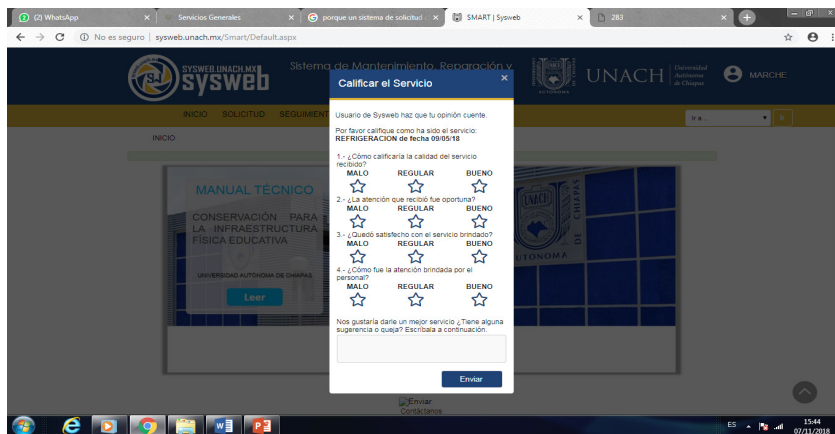 (2) WhatsApp
Servicios Generales
porque un sistema de solicitud
SMART | Sysweb
283
No es seguro | sysweb.unach.mx/Smart/Default.aspx
SYSWEB.UNACH.MX
sysweb
Sistema de Mantenimiento, Reparación y
AUTONOMA
UNACH
Universidad
Autónoma
de Chiapas
MARCHE
INICIO SOLICITUD SEGUIMIENT
Ir a ...
Ir
INICIO
MANUAL TÉCNICO
CONSERVACIÓN PARA
LA INFRAESTRUCTURA
FÍSICA EDUCATIVA
UNIVERSIDAD AUTÓNOMA DE CHIAPAS
Leer
UNACH
CHIAPAS
UTONOMA
Calificar el Servicio
×
Usuario de Sysweb haz que tu opinión cuente.
Por favor califique como ha sido el servicio:
REFRIGERACION de fecha 09/05/18
1.- ¿Cómo calificaría la calidad del servicio
recibido?
MALO REGULAR BUENO
2.- ¿La atención que recibió fue oportuna?
MALO REGULAR BUENO
3.- ¿Quedó satisfecho con el servicio brindado?
MALO REGULAR BUENO
4.- ¿Cómo fue la atención brindada por el
personal?
MALO REGULAR BUENO
Nos gustaría darle un mejor servicio ¿Tiene alguna
sugerencia o queja? Escríbala a continuación.
Enviar
Enviar
Contáctanos
ES
15:44
07/11/2018